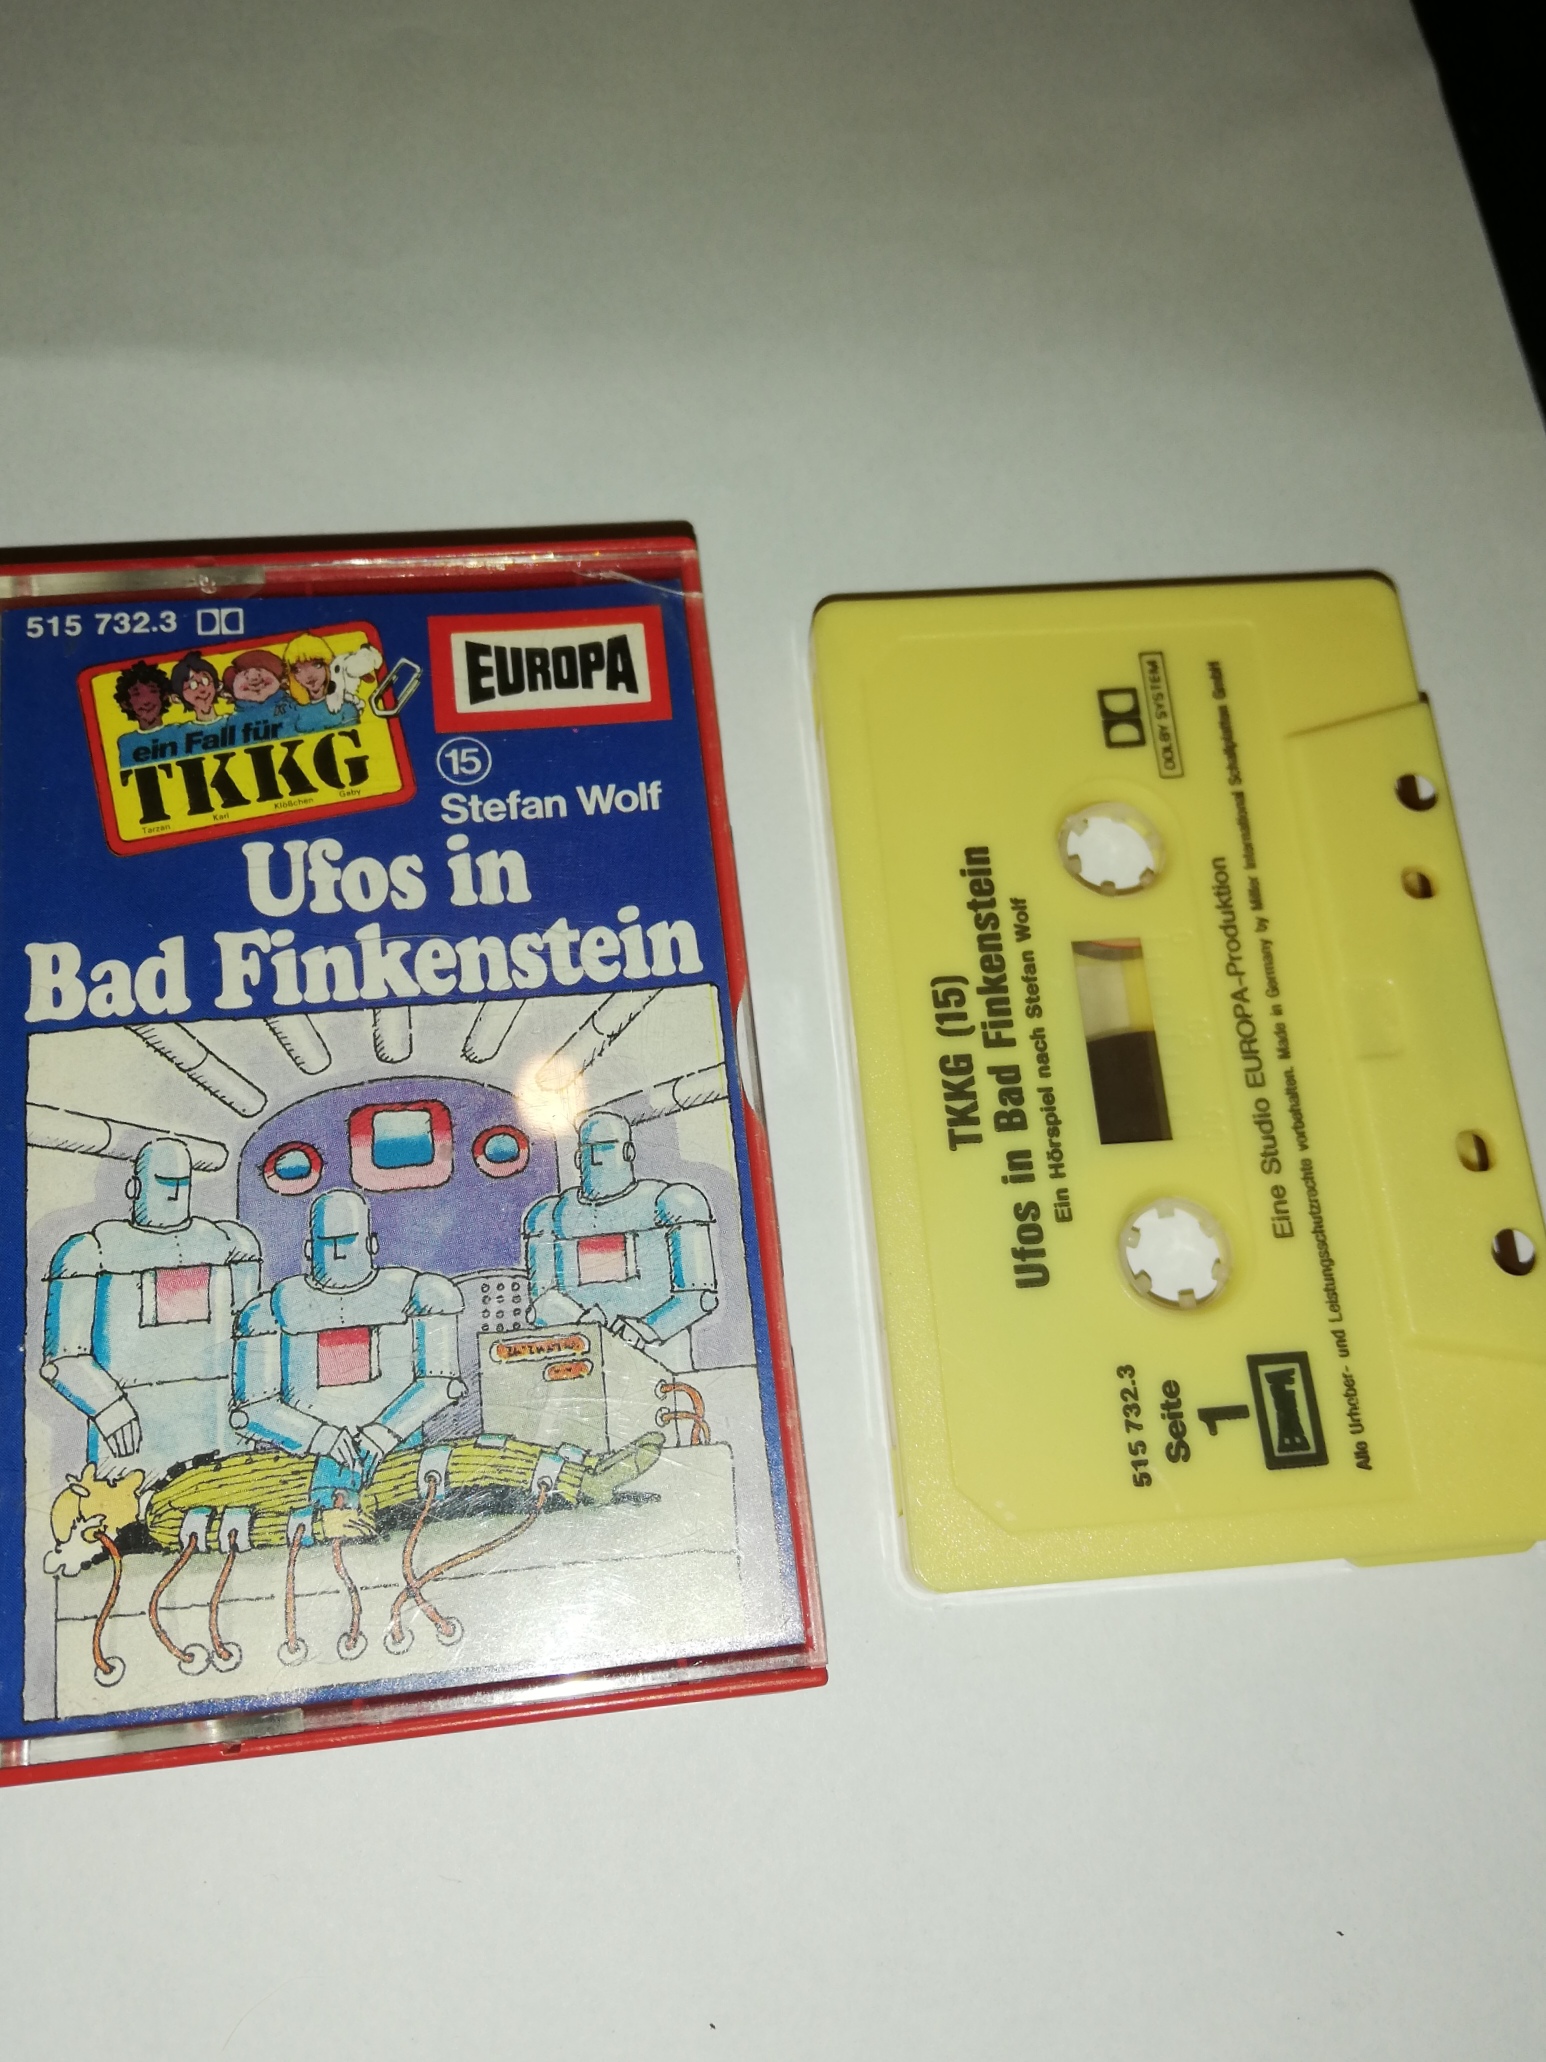 515 732.3
EUROPA
ein Fall für
TKKG
Tarzan Karl Klößchen Gaby
15
Stefan Wolf
Ufos in
Bad Finkenstein
DOLBY SYSTEM
TKKG (15)
Ufos in Bad Finkenstein
Ein Hörspiel nach Stefan Wolf
515 732.3
Seite
1
EUROPA
Eine Studio EUROPA-Produktion
Alle Urheber- und Leistungsschutzrechte vorbehalten. Made in Germany by Miller International Schallplatten GmbH